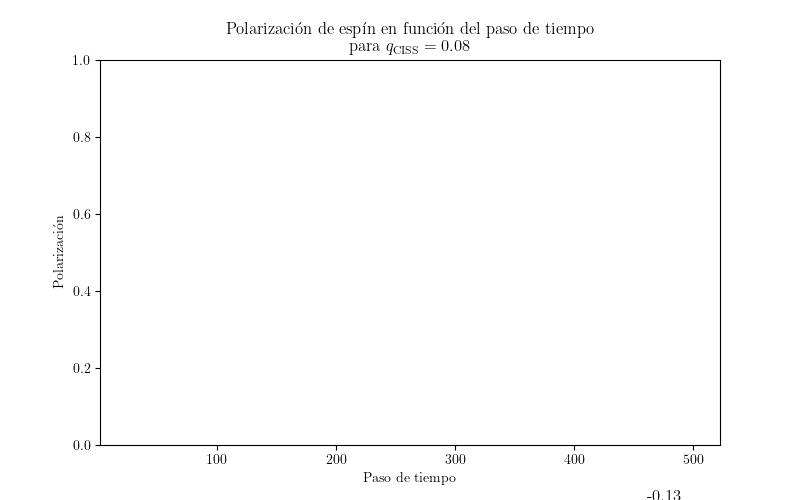 Polarización de espín en función del paso de tiempo
para q_CISS = 0.08
1.0
0.8
0.6
0.4
0.2
0.0
Polarización
100 200 300 400 500
Paso de tiempo
-0.13